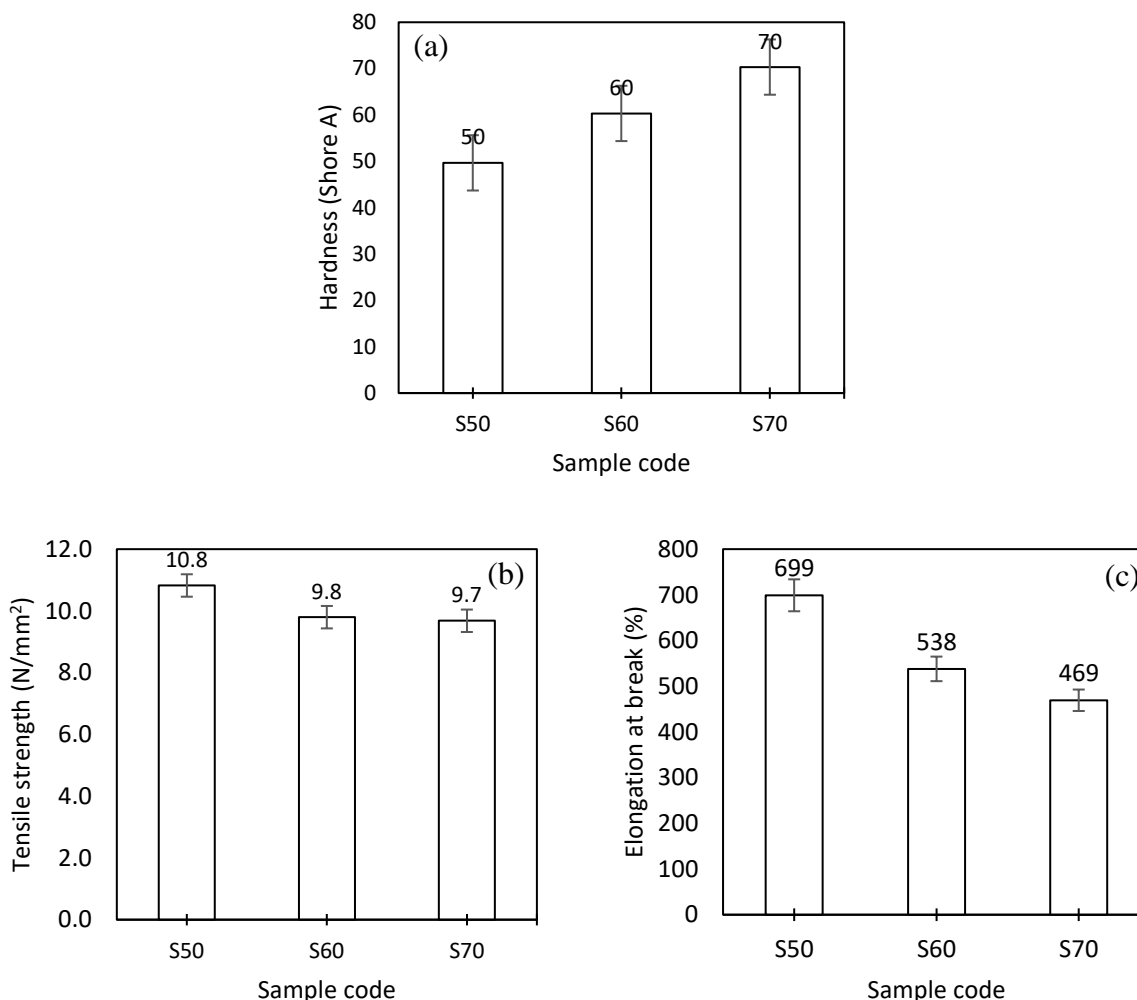 (a)
Hardness (Shore A)
80
70
60
50
40
30
20
10
0
50
60
70
S50 S60 S70
Sample code
(b)
Tensile strength (N/mm²)
12.0
10.0
8.0
6.0
4.0
2.0
0.0
10.8
9.8
9.7
S50 S60 S70
Sample code
(c)
Elongation at break (%)
800
700
600
500
400
300
200
100
0
699
538
469
S50 S60 S70
Sample code